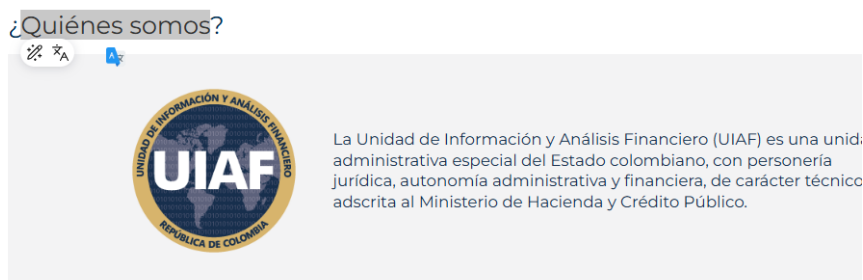 ¿Quiénes somos?
UNIDAD DE INFORMACIÓN Y ANÁLISIS FINANCIERO
UIAF
REPÚBLICA DE COLOMBIA
La Unidad de Información y Análisis Financiero (UIAF) es una unida
administrativa especial del Estado colombiano, con personería
jurídica, autonomía administrativa y financiera, de carácter técnico
adscrita al Ministerio de Hacienda y Crédito Público.